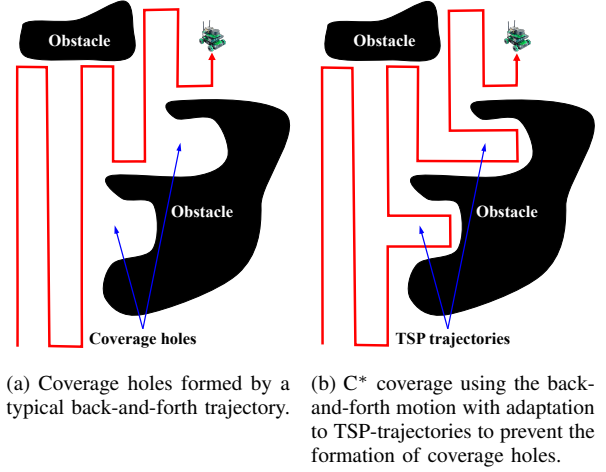 Obstacle
Obstacle
Coverage holes
(a) Coverage holes formed by a
typical back-and-forth trajectory.
Obstacle
Obstacle
TSP trajectories
(b) C* coverage using the back-
and-forth motion with adaptation
to TSP-trajectories to prevent the
formation of coverage holes.